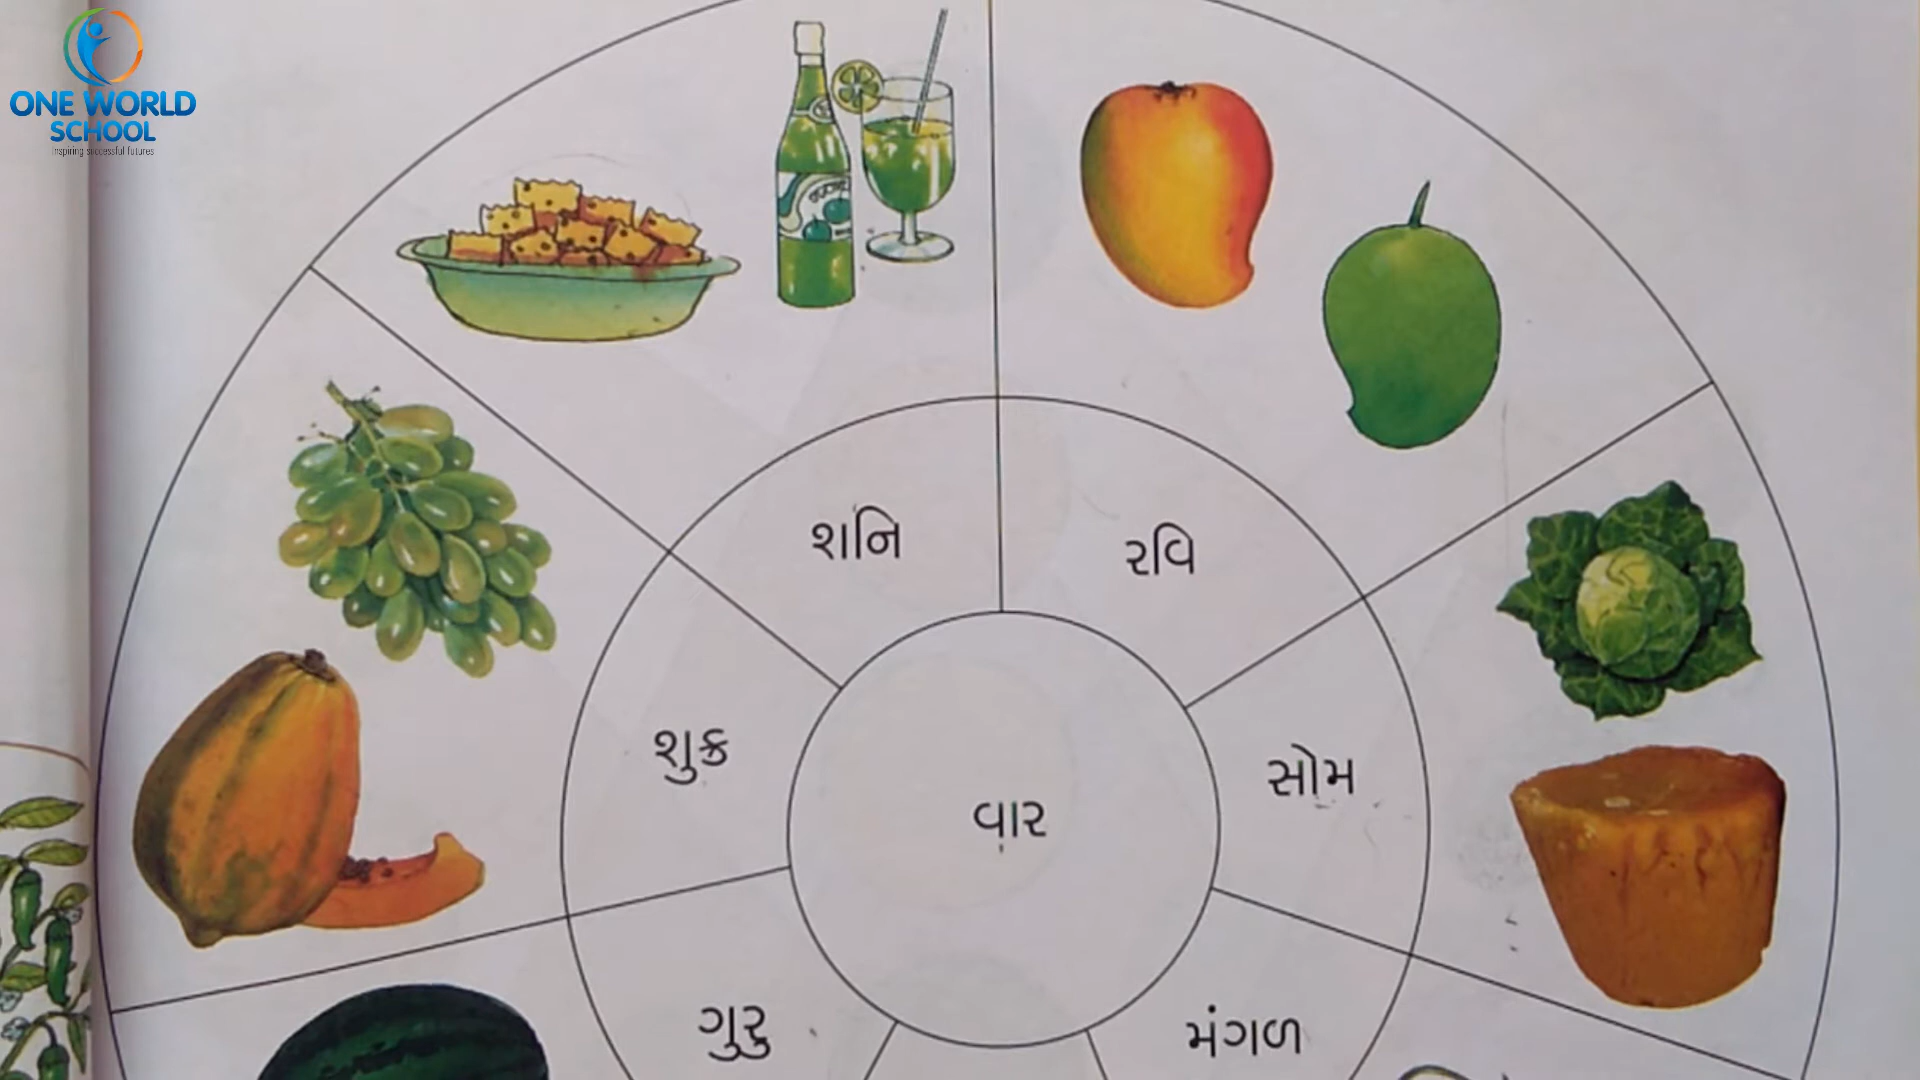 ONE WORLD
SCHOOL
Inspiring successful futures
શનિ
રવિ
શુક્ર
સોમ
વાર
ગુરુ
મંગળ